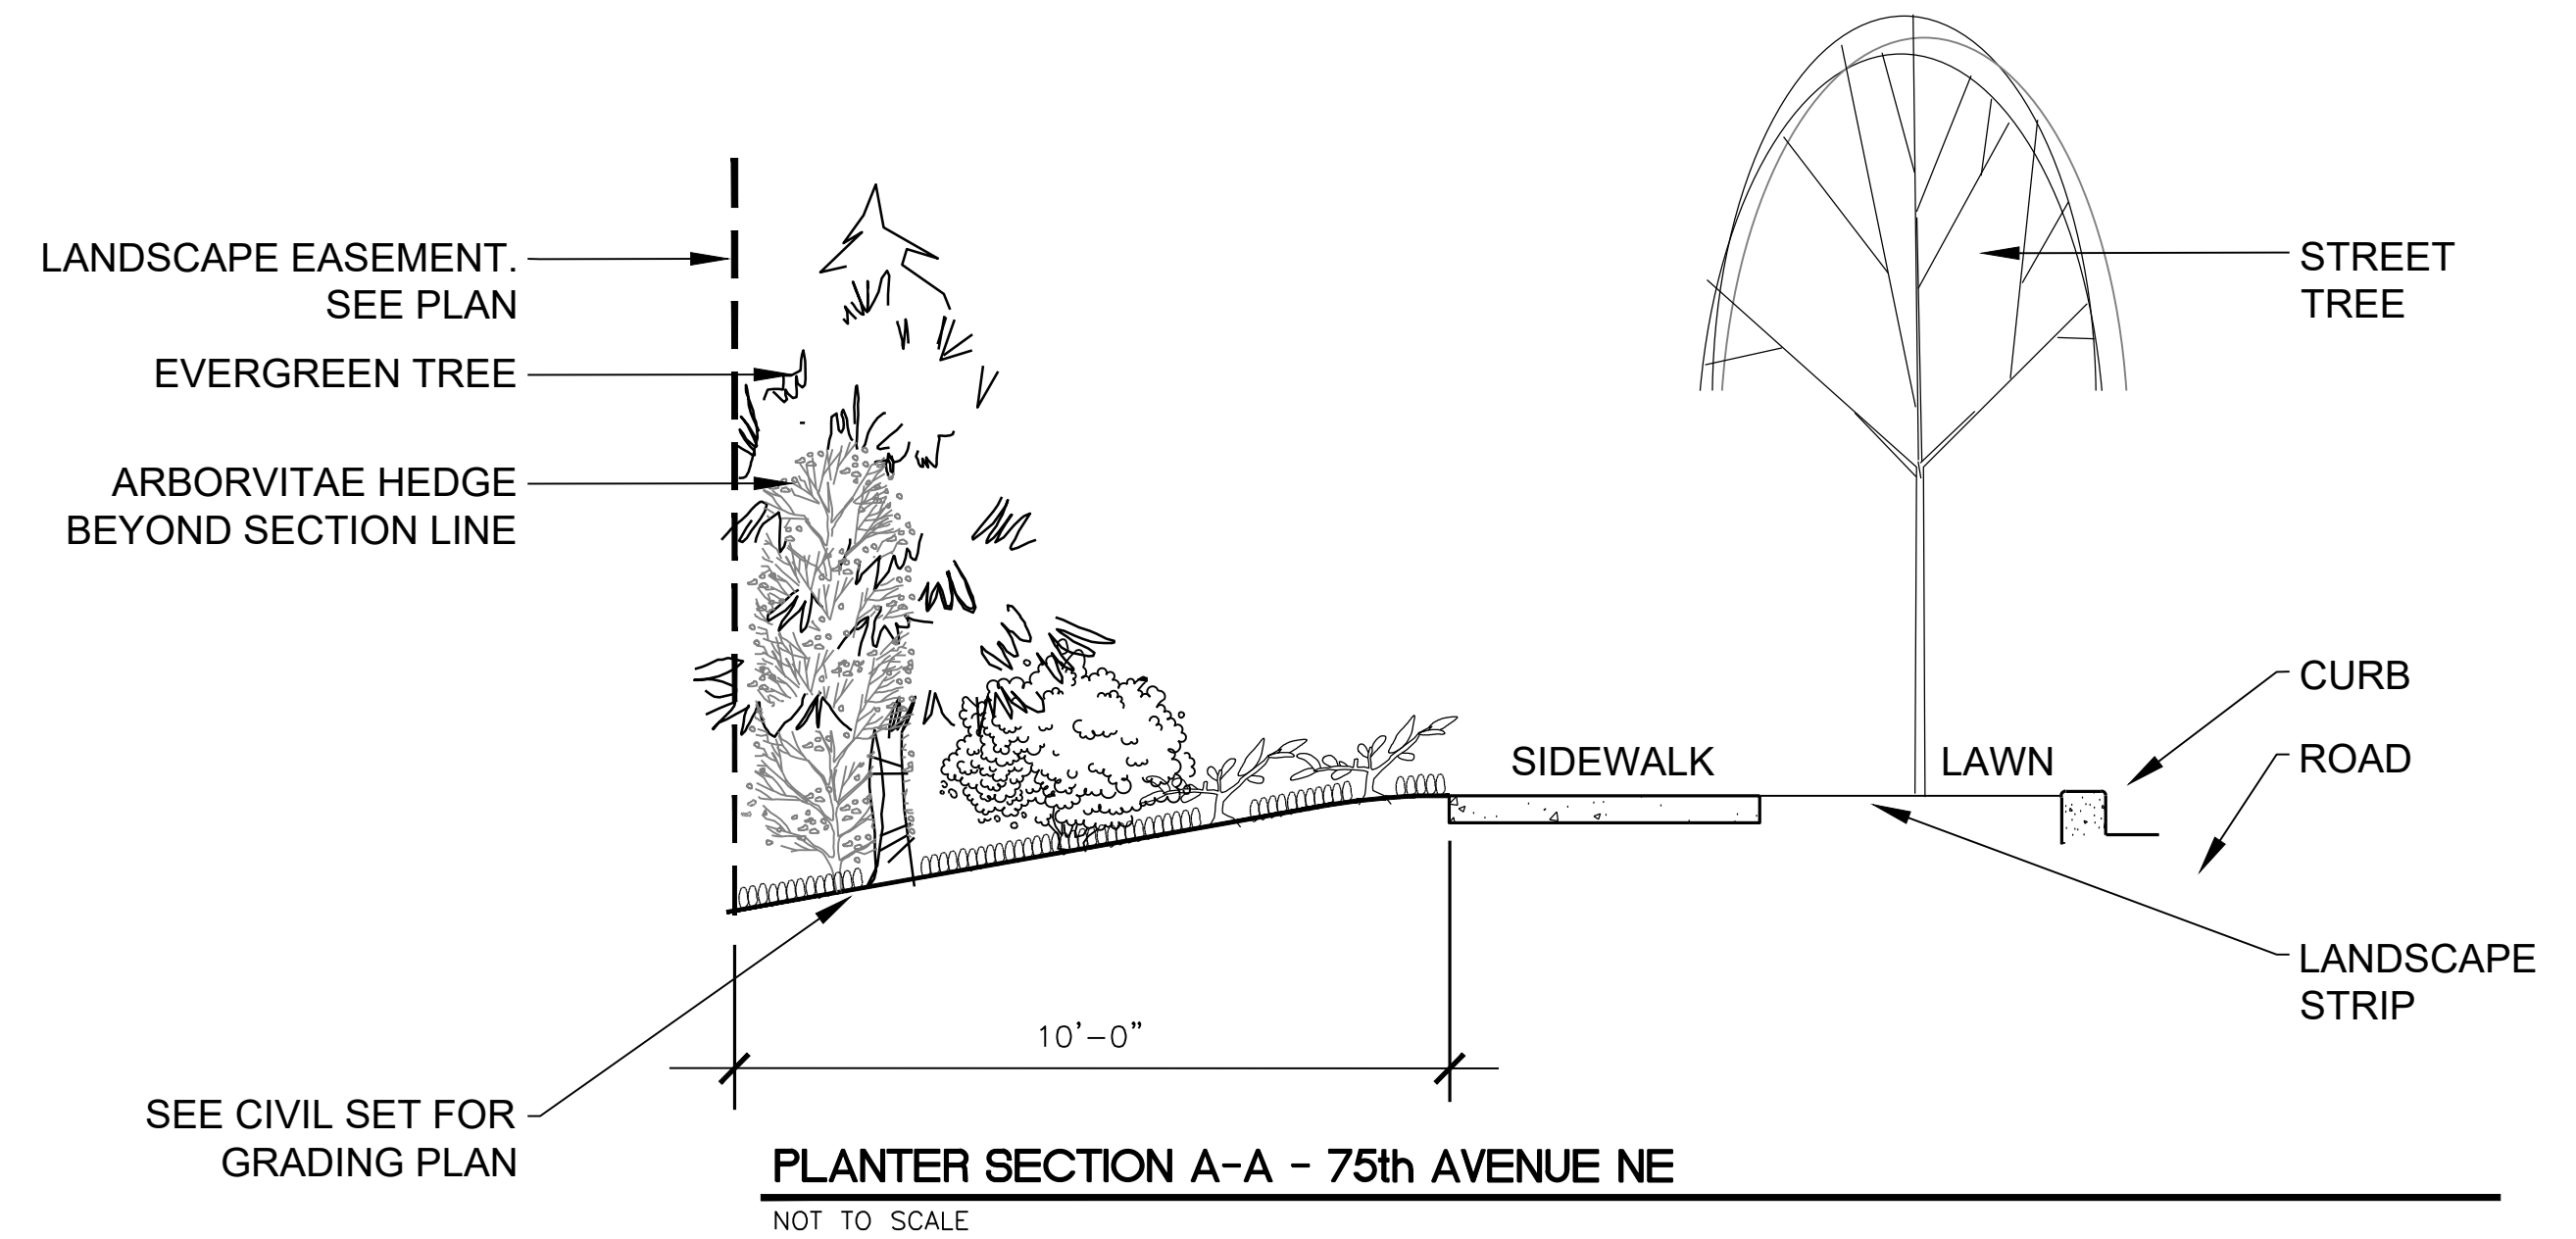 LANDSCAPE EASEMENT.
SEE PLAN
EVERGREEN TREE
ARBORVITAE HEDGE
BEYOND SECTION LINE
SEE CIVIL SET FOR
GRADING PLAN
10'-0"
SIDEWALK
LAWN
STREET
TREE
CURB
ROAD
LANDSCAPE
STRIP
PLANTER SECTION A-A - 75th AVENUE NE
NOT TO SCALE